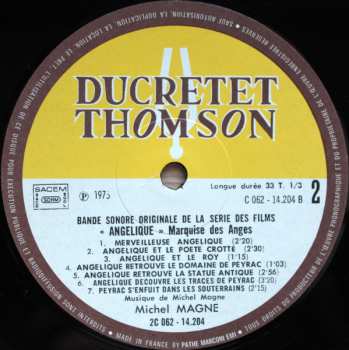 DUCRETET
THOMSON
SACEM
Longue durée 33 T. 1/3
℗ 1975
C 062 - 14.204 B
2
BANDE SONORE ORIGINALE DE LA SERIE DES FILMS
« ANGELIQUE ». Marquise des Anges
1. MERVEILLEUSE ANGELIQUE (2'20)
2. ANGELIQUE ET LE POETE CROTTE (2'30)
3. ANGELIQUE ET LE ROY (2'29)
4. ANGELIQUE RETROUVE LE DOMAINE DE PEYRAC (3'03)
5. ANGELIQUE RETROUVE LA STATUE ANTIQUE (2'56)
6. ANGELIQUE DECOUVRE LES TRACES DE PEYRAC (3'20)
7. PEYRAC S'ENFUIT DANS LES SOUTERRAINS (2'15)
Musique de Michel Magne
Michel MAGNE
2C 062 - 14.204
MADE IN FRANCE BY PATHE MARCONI EMI